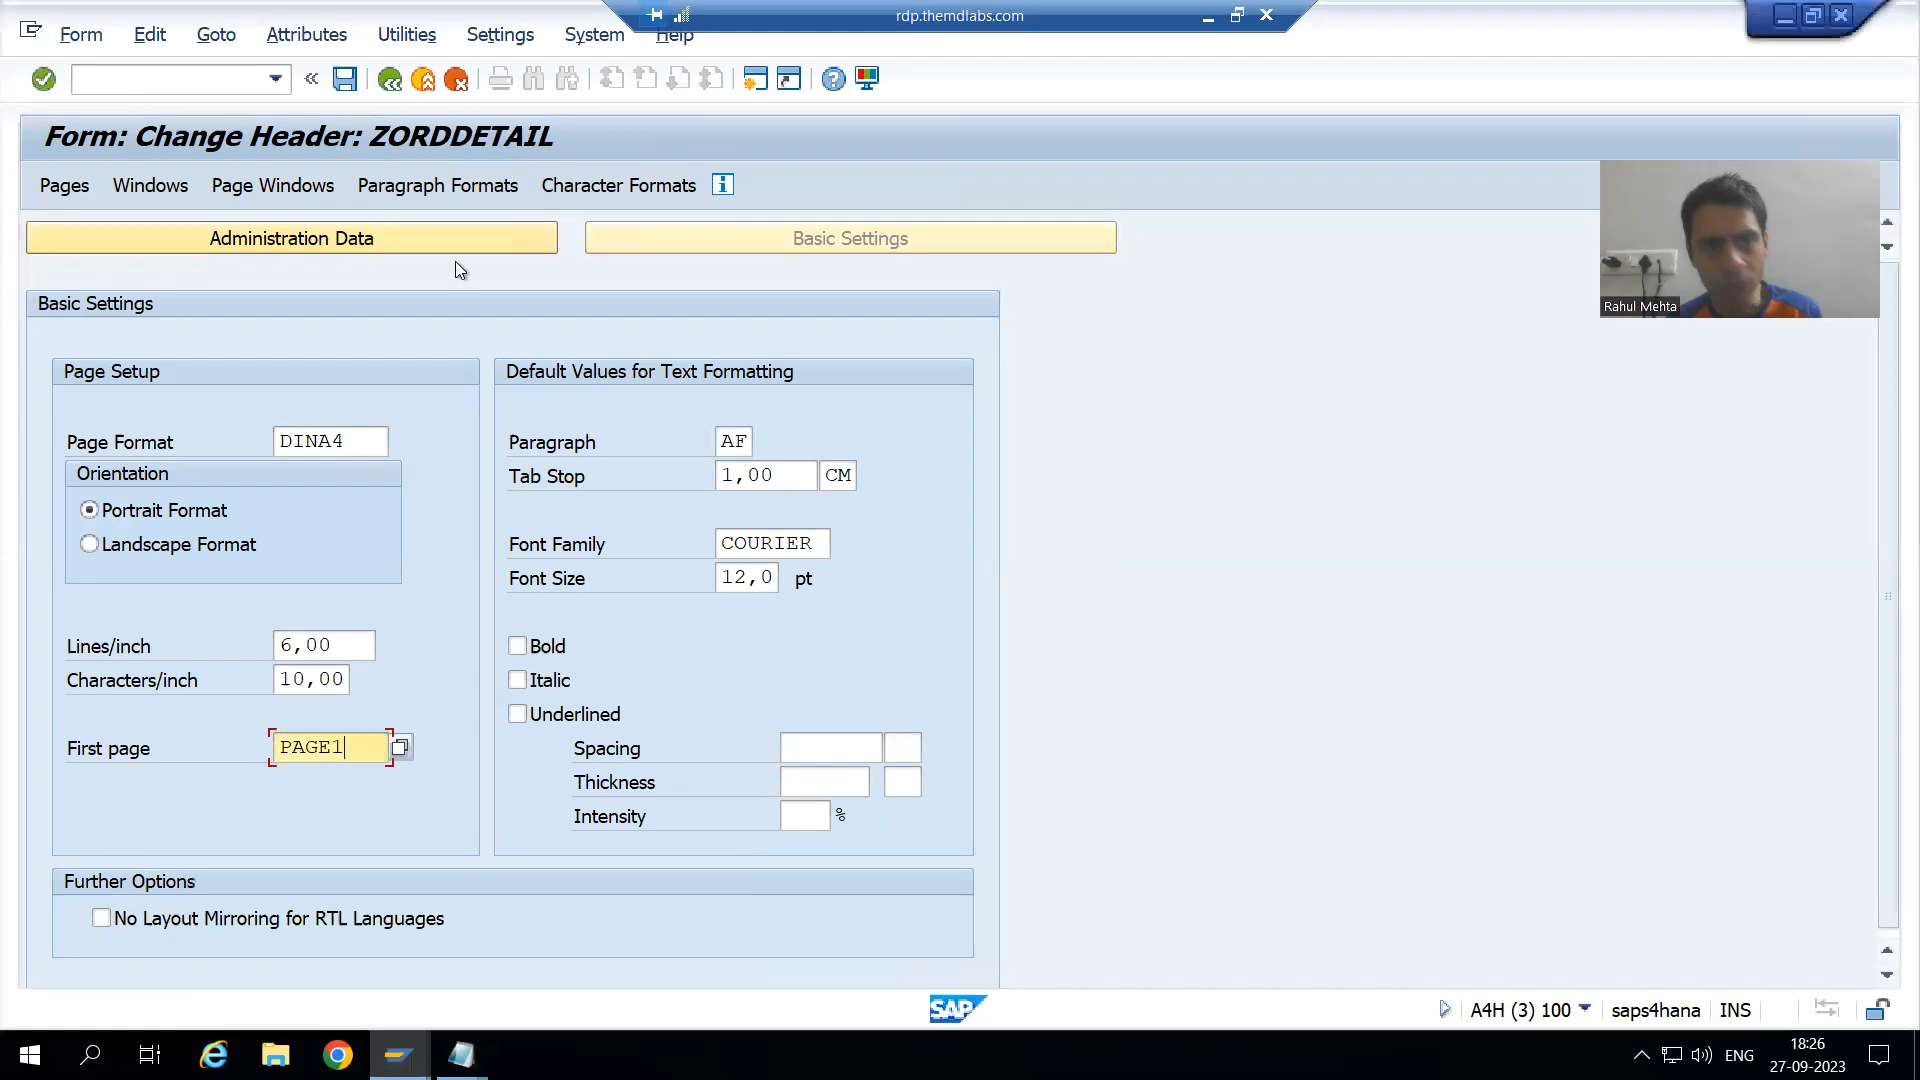 rdp.themdlabs.com
Form Edit Goto Attributes Utilities Settings System Help
Form: Change Header: ZORDDETAIL
Pages Windows Page Windows Paragraph Formats Character Formats
Administration Data Basic Settings
Rahul Mehta
Basic Settings
Page Setup Default Values for Text Formatting
Page Format DINA4 Paragraph AF
Orientation Tab Stop 1,00 CM
Portrait Format
Landscape Format Font Family COURIER
Font Size 12,0 pt
Lines/inch 6,00 Bold
Characters/inch 10,00 Italic
Underlined
First page PAGE1 Spacing
Thickness
Intensity %
Further Options
No Layout Mirroring for RTL Languages
SAP A4H (3) 100 saps4hana INS
ENG 18:26
27-09-2023